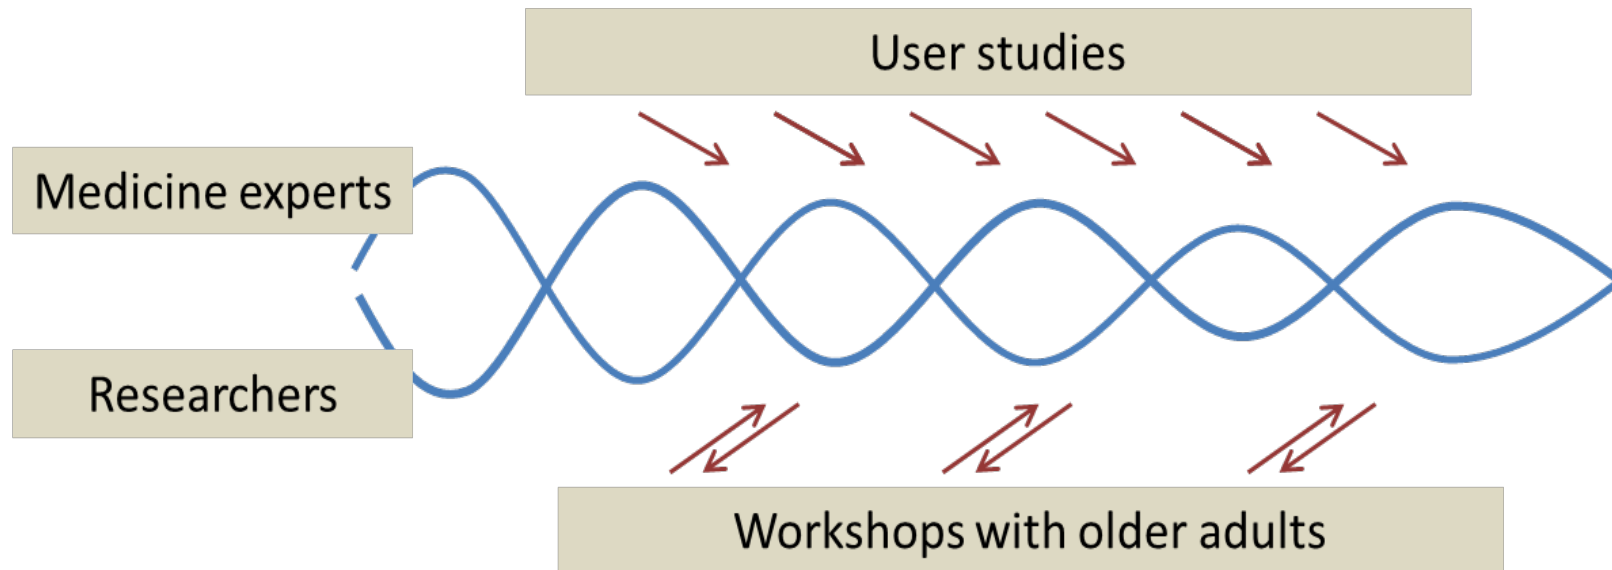 User studies
Medicine experts
Researchers
Workshops with older adults